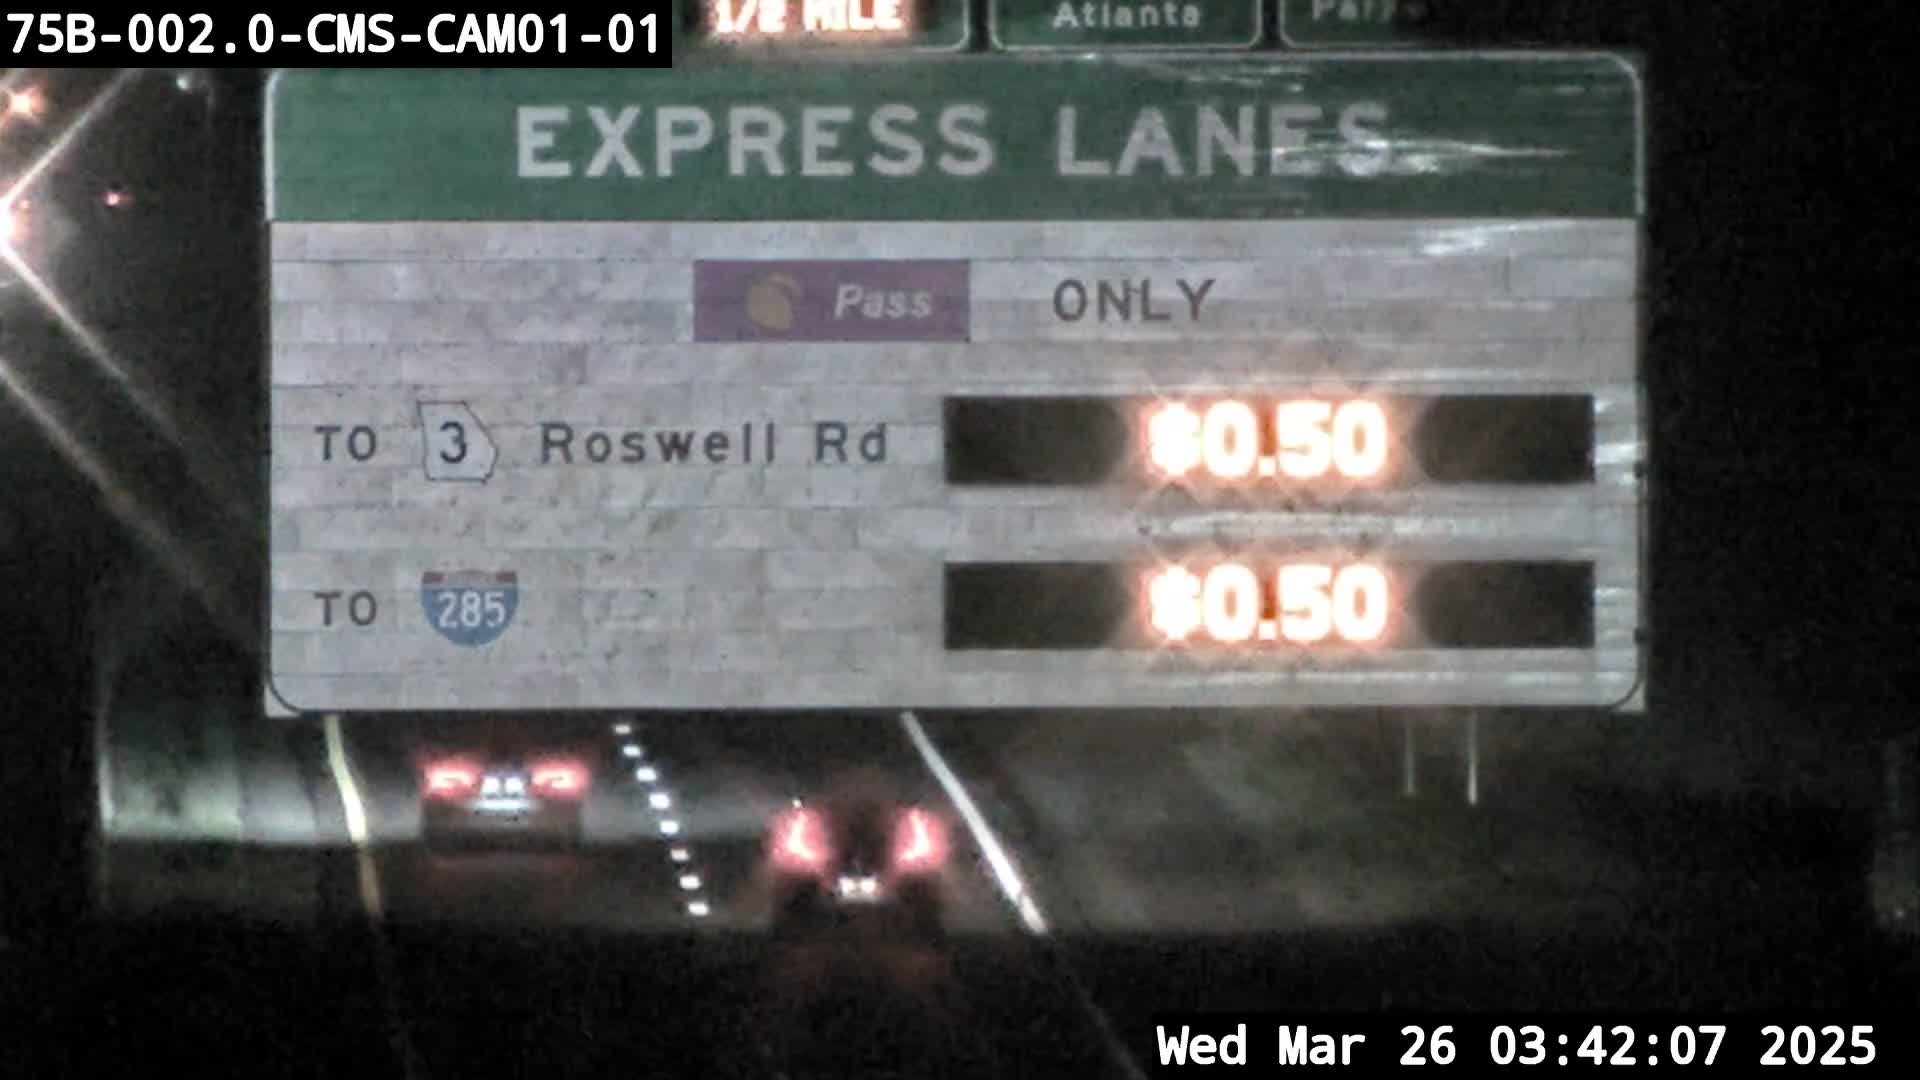 75B-002.0-CMS-CAM01-01
1/2 MILE
Atlanta
EXPRESS LANES
Pass ONLY
TO 3 Roswell Rd $0.50
TO 285 $0.50
Wed Mar 26 03:42:07 2025